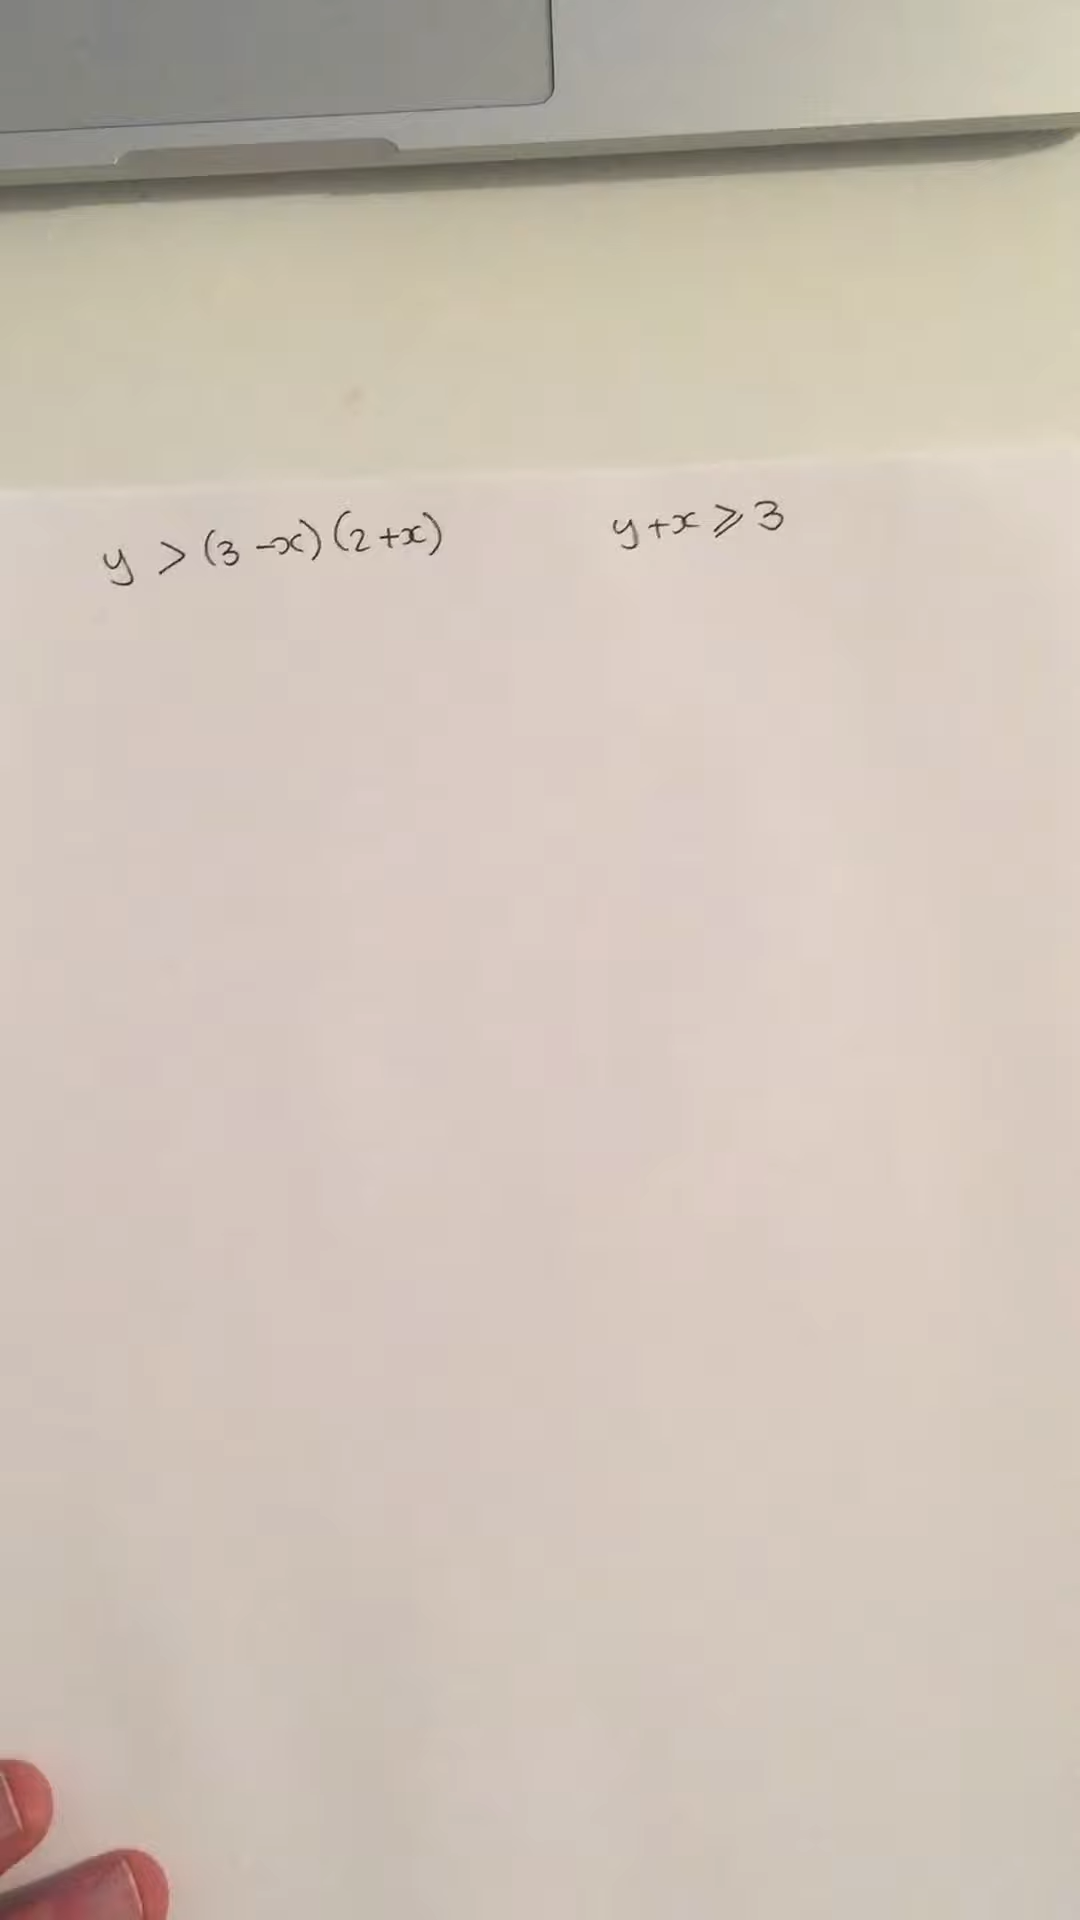 y > (3 -x) (2 +x) y +x ⩾ 3